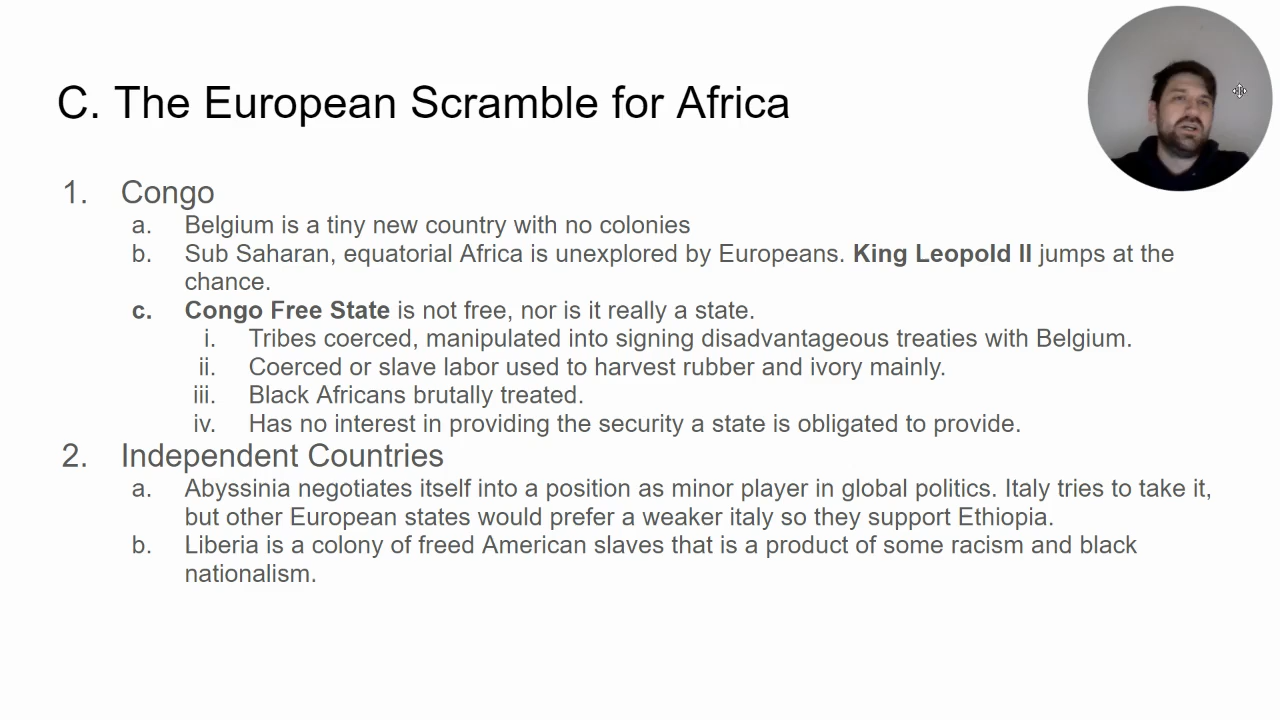 C. The European Scramble for Africa
1. Congo
a. Belgium is a tiny new country with no colonies
b. Sub Saharan, equatorial Africa is unexplored by Europeans. King Leopold II jumps at the
chance.
c. Congo Free State is not free, nor is it really a state.
i. Tribes coerced, manipulated into signing disadvantageous treaties with Belgium.
ii. Coerced or slave labor used to harvest rubber and ivory mainly.
iii. Black Africans brutally treated.
iv. Has no interest in providing the security a state is obligated to provide.
2. Independent Countries
a. Abyssinia negotiates itself into a position as minor player in global politics. Italy tries to take it,
but other European states would prefer a weaker italy so they support Ethiopia.
b. Liberia is a colony of freed American slaves that is a product of some racism and black
nationalism.